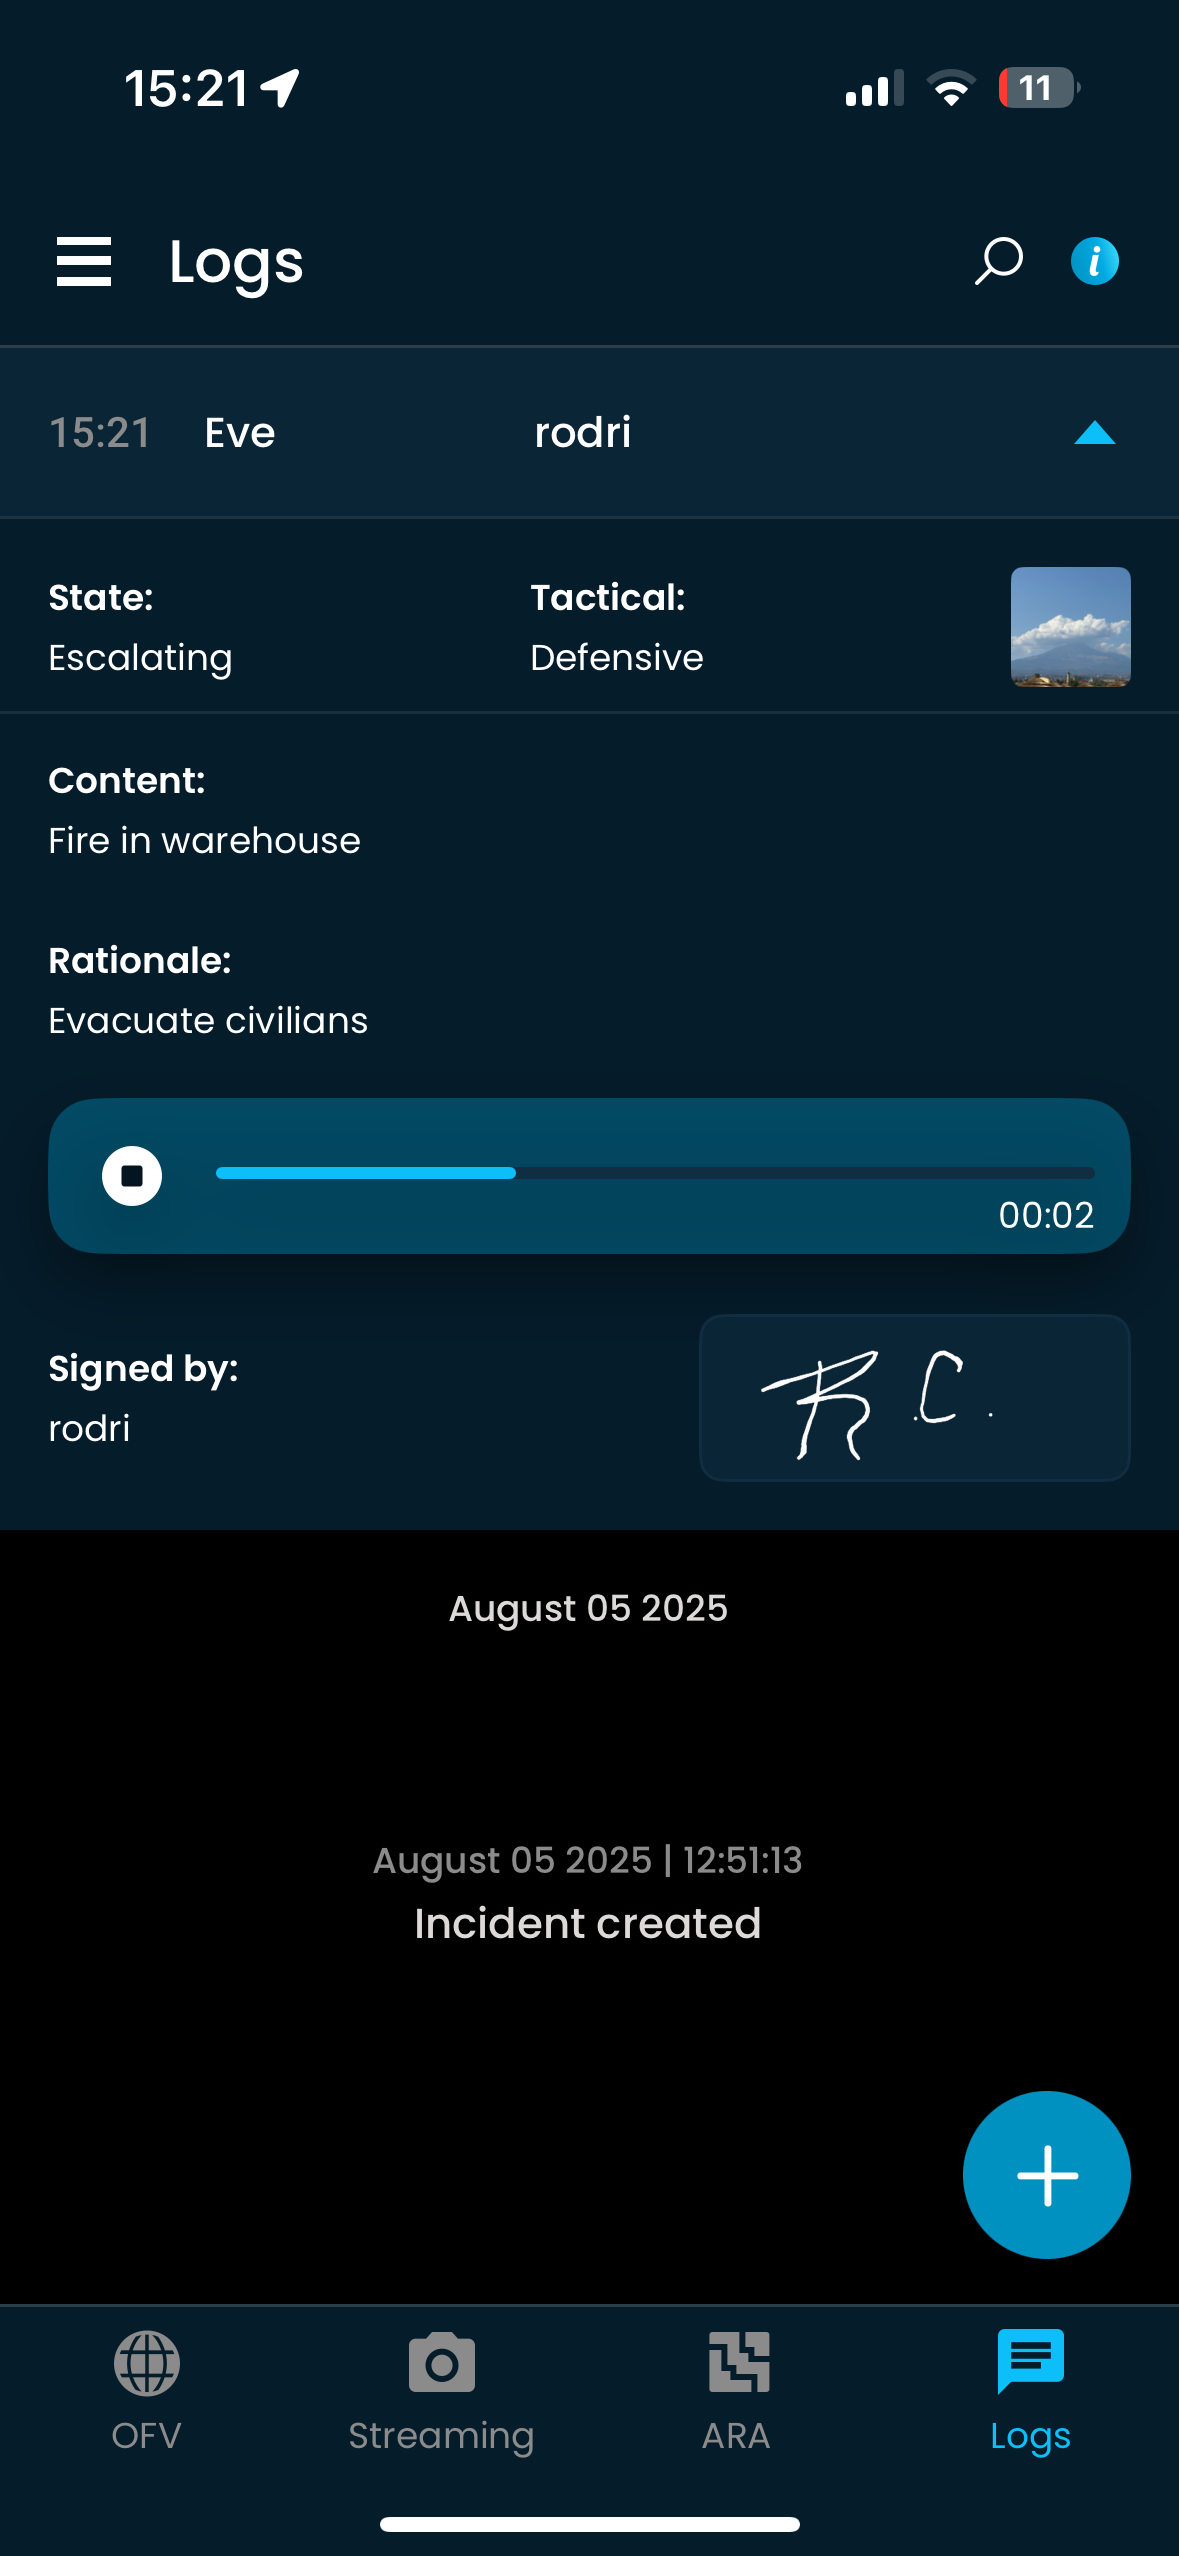 15:21
11
Logs
i
15:21 Eve rodri
State: Tactical:
Escalating Defensive
Content:
Fire in warehouse
Rationale:
Evacuate civilians
00:02
Signed by:
rodri
R .C .
August 05 2025
August 05 2025 | 12:51:13
Incident created
OFV Streaming ARA Logs